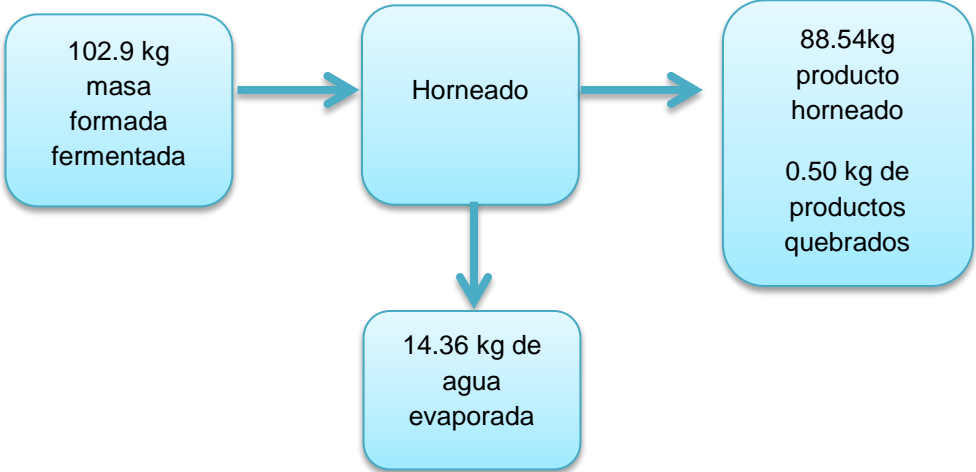 102.9 kg
masa
formada
fermentada
Horneado
88.54kg
producto
horneado
0.50 kg de
productos
quebrados
14.36 kg de
agua
evaporada